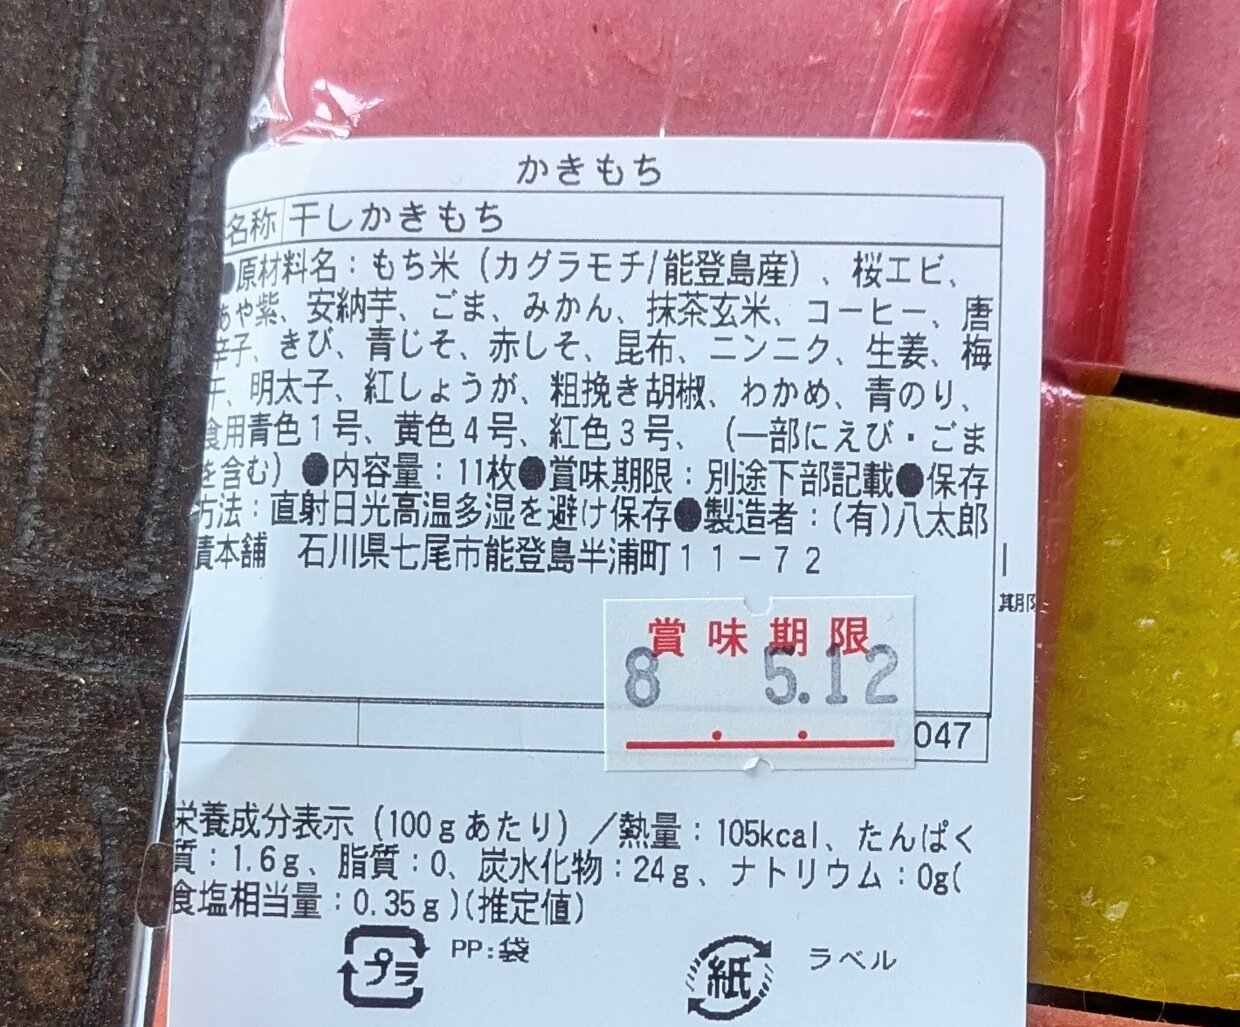 かきもち
名称 干しかきもち
●原材料名：もち米（カグラモチ/能登島産）、桜エビ、
あや紫、安納芋、ごま、みかん、抹茶玄米、コーヒー、唐
辛子、きび、青じそ、赤しそ、昆布、ニンニク、生姜、梅
干、明太子、紅しょうが、粗挽き胡椒、わかめ、青のり、
食用青色1号、黄色4号、紅色3号、（一部にえび・ごま
を含む）●内容量：11枚●賞味期限：別途下部記載●保存
方法：直射日光高温多湿を避け保存●製造者：(有)八太郎
漬本舗　石川県七尾市能登島半浦町11－72
賞味期限
8 5.12
047
栄養成分表示（100gあたり）／熱量：105kcal、たんぱく
質：1.6g、脂質：0、炭水化物：24g、ナトリウム：0g(
食塩相当量：0.35g)(推定値)
プラ PP:袋 紙 ラベル